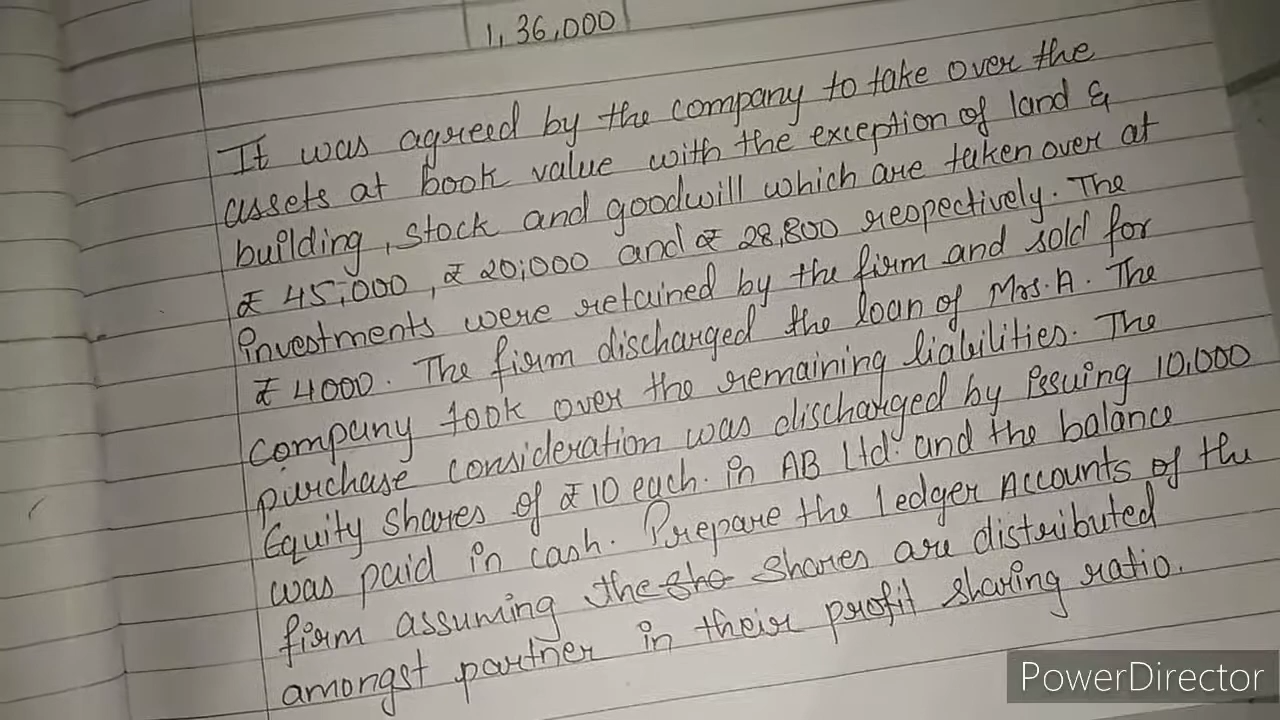 1,36,000
It was agreed by the company to take over the
assets at book value with the exception of land &
building, stock and goodwill which are taken over at
₹ 45,000, ₹ 20,000 and ₹ 28,800 respectively. The
investments were retained by the firm and sold for
₹ 4000. The firm discharged the loan of Mrs. A. The
company took over the remaining liabilities. The
purchase consideration was discharged by issuing 10,000
Equity shares of ₹ 10 each. in AB Ltd. and the balance
was paid in cash. Prepare the Ledger Accounts of the
firm assuming the sha shares are distributed
amongst partner in their profit sharing ratio.
PowerDirector